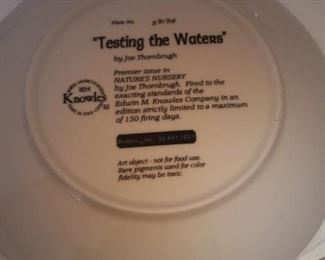 Plate No.
"Testing the Waters"
by Joe Thornbrugh
Premier issue in
NATURE'S NURSERY
by Joe Thornbrugh. Fired to the
exacting standards of the
Edwin M. Knowles Company in an
edition strictly limited to a maximum
of 150 firing days.
1854
Knowles
Art object - not for food use.
Rare pigments used for color
fidelity may be toxic.